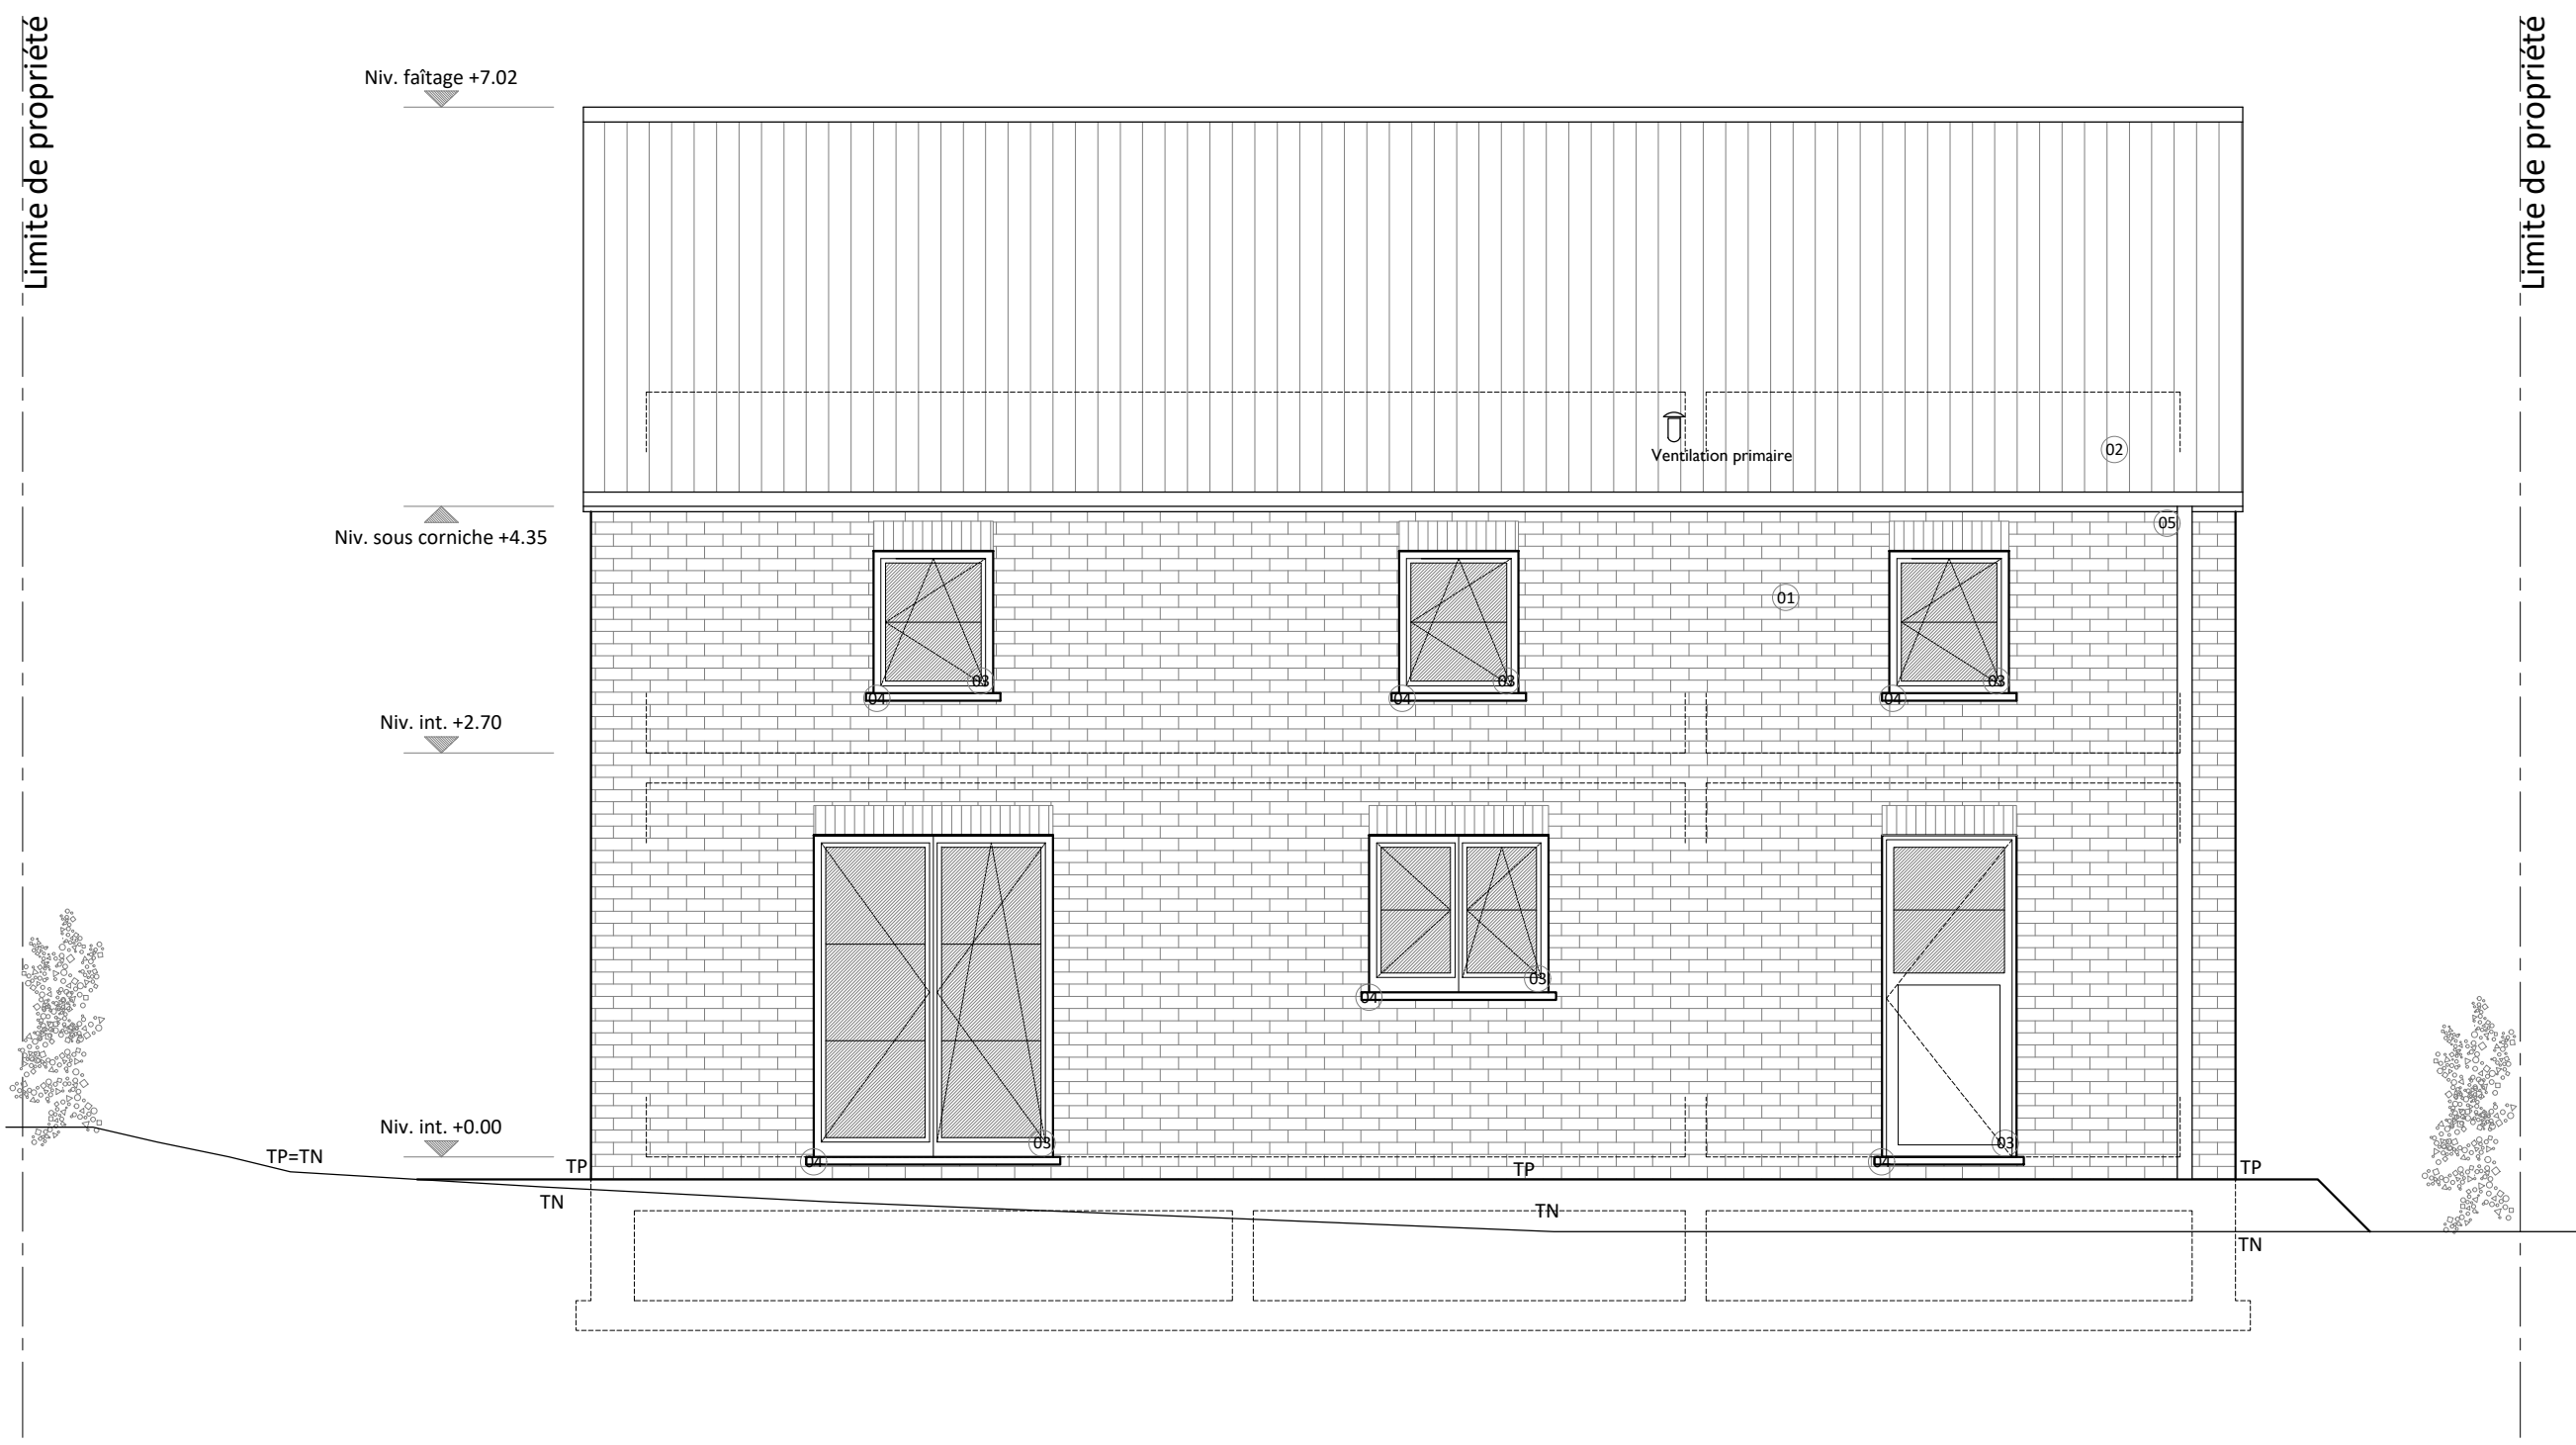 Limite de propriété
Limite de propriété
Niv. faîtage +7.02
02
Ventilation primaire
Niv. sous corniche +4.35
05
01
03
03
03
04
04
04
Niv. int. +2.70
03
04
Niv. int. +0.00
03
03
TP=TN
TP
04
TP
04
TP
TN
TN
TN